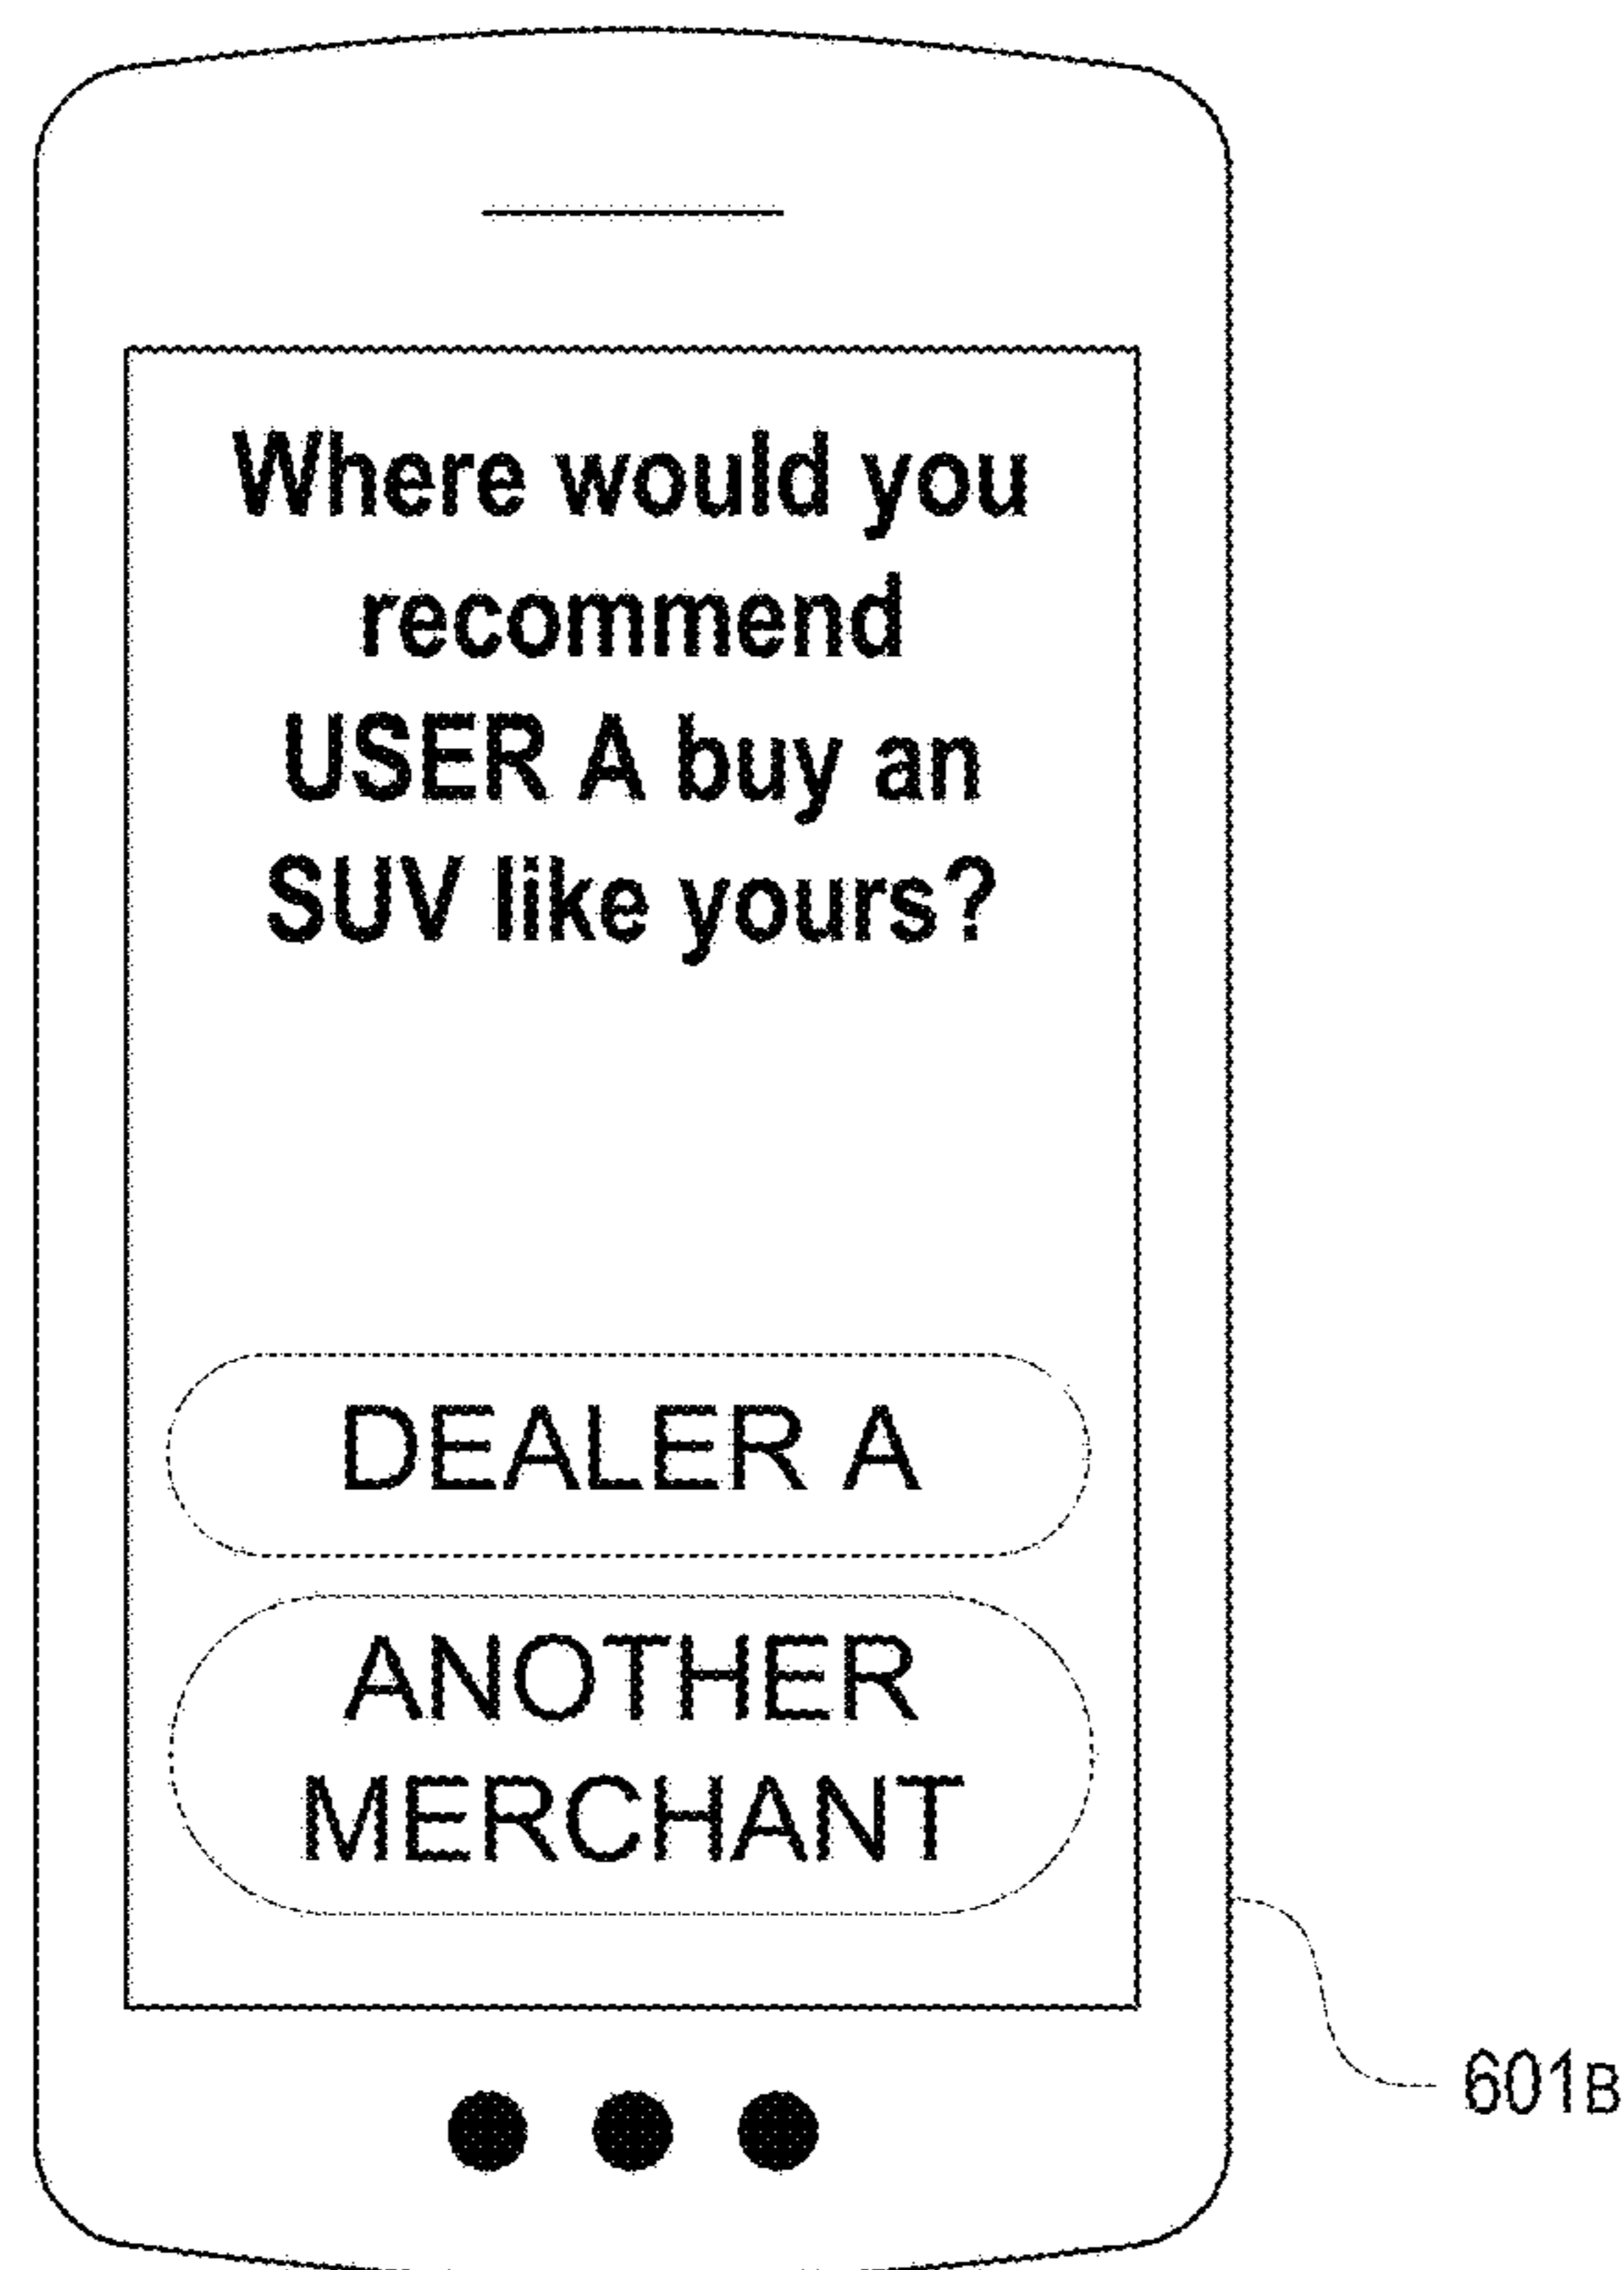 Where would you
recommend
USER A buy an
SUV like yours?
DEALER A
ANOTHER
MERCHANT
601B